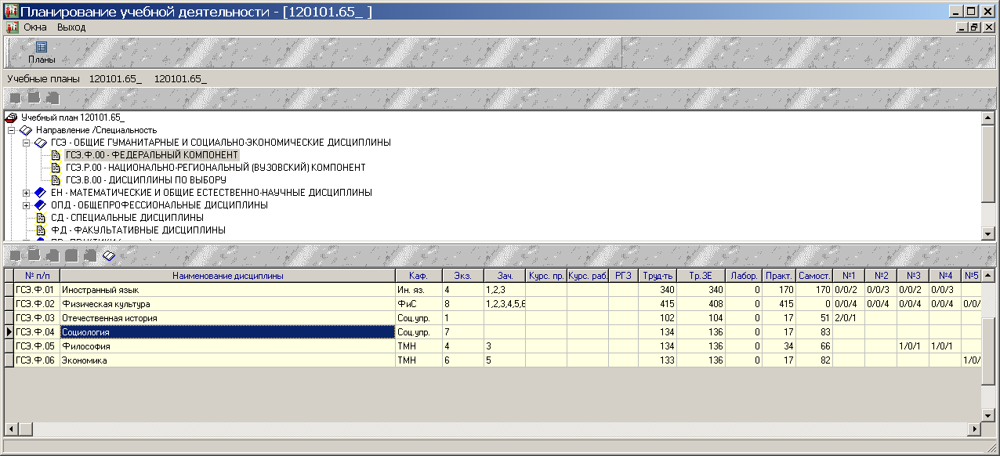 Планирование учебной деятельности - [120101.65_ ]
Окна Выход
Планы
Учебные планы 120101.65_ 120101.65_
Учебный план 120101.65_
Направление /Специальность
ГСЭ - ОБЩИЕ ГУМАНИТАРНЫЕ И СОЦИАЛЬНО-ЭКОНОМИЧЕСКИЕ ДИСЦИПЛИНЫ
ГСЭ.Ф.00 - ФЕДЕРАЛЬНЫЙ КОМПОНЕНТ
ГСЭ.Р.00 - НАЦИОНАЛЬНО-РЕГИОНАЛЬНЫЙ (ВУЗОВСКИЙ) КОМПОНЕНТ
ГСЭ.В.00 - ДИСЦИПЛИНЫ ПО ВЫБОРУ
ЕН - МАТЕМАТИЧЕСКИЕ И ОБЩИЕ ЕСТЕСТВЕННО-НАУЧНЫЕ ДИСЦИПЛИНЫ
ОПД - ОБЩЕПРОФЕССИОНАЛЬНЫЕ ДИСЦИПЛИНЫ
СД - СПЕЦИАЛЬНЫЕ ДИСЦИПЛИНЫ
ФД - ФАКУЛЬТАТИВНЫЕ ДИСЦИПЛИНЫ
№ п/п Наименование дисциплины Каф. Экз. Зач. Курс. пр. Курс. раб. РГЗ Труд-ть Тр.ЗЕ Лабор. Практ. Самост. №1 №2 №3 №4 №5
ГСЭ.Ф.01 Иностранный язык Ин. яз. 4 1,2,3 340 340 0 170 170 0/0/2 0/0/3 0/0/2 0/0/3
ГСЭ.Ф.02 Физическая культура ФиС 8 1,2,3,4,5,6 415 408 0 415 0 0/0/4 0/0/4 0/0/4 0/0/4 0/0/
ГСЭ.Ф.03 Отечественная история Соц.упр. 1 102 104 0 17 51 2/0/1
ГСЭ.Ф.04 Социология Соц.упр. 7 134 136 0 17 83
ГСЭ.Ф.05 Философия ТМН 4 3 134 136 0 34 66 1/0/1 1/0/1
ГСЭ.Ф.06 Экономика ТМН 6 5 133 136 0 17 82 1/0/